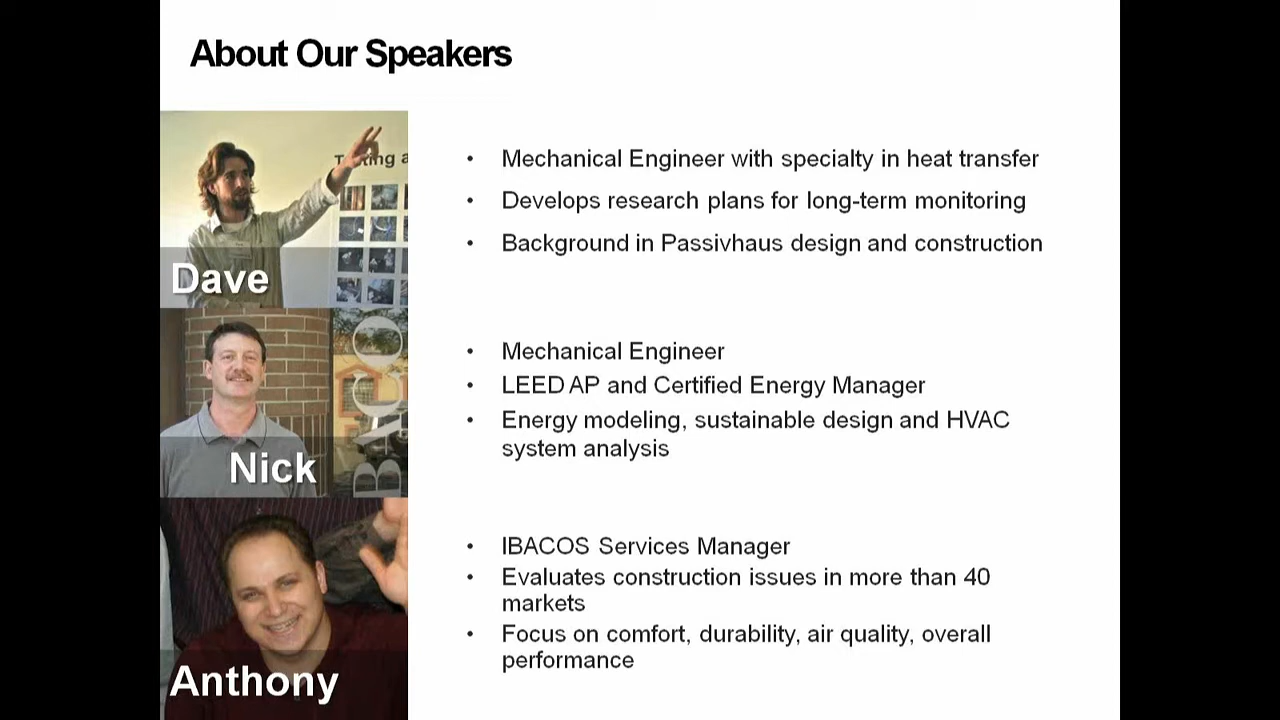 About Our Speakers
Testing a
Dave
• Mechanical Engineer with specialty in heat transfer
• Develops research plans for long-term monitoring
• Background in Passivhaus design and construction
BACO
Nick
• Mechanical Engineer
• LEED AP and Certified Energy Manager
• Energy modeling, sustainable design and HVAC
system analysis
Anthony
• IBACOS Services Manager
• Evaluates construction issues in more than 40
markets
• Focus on comfort, durability, air quality, overall
performance